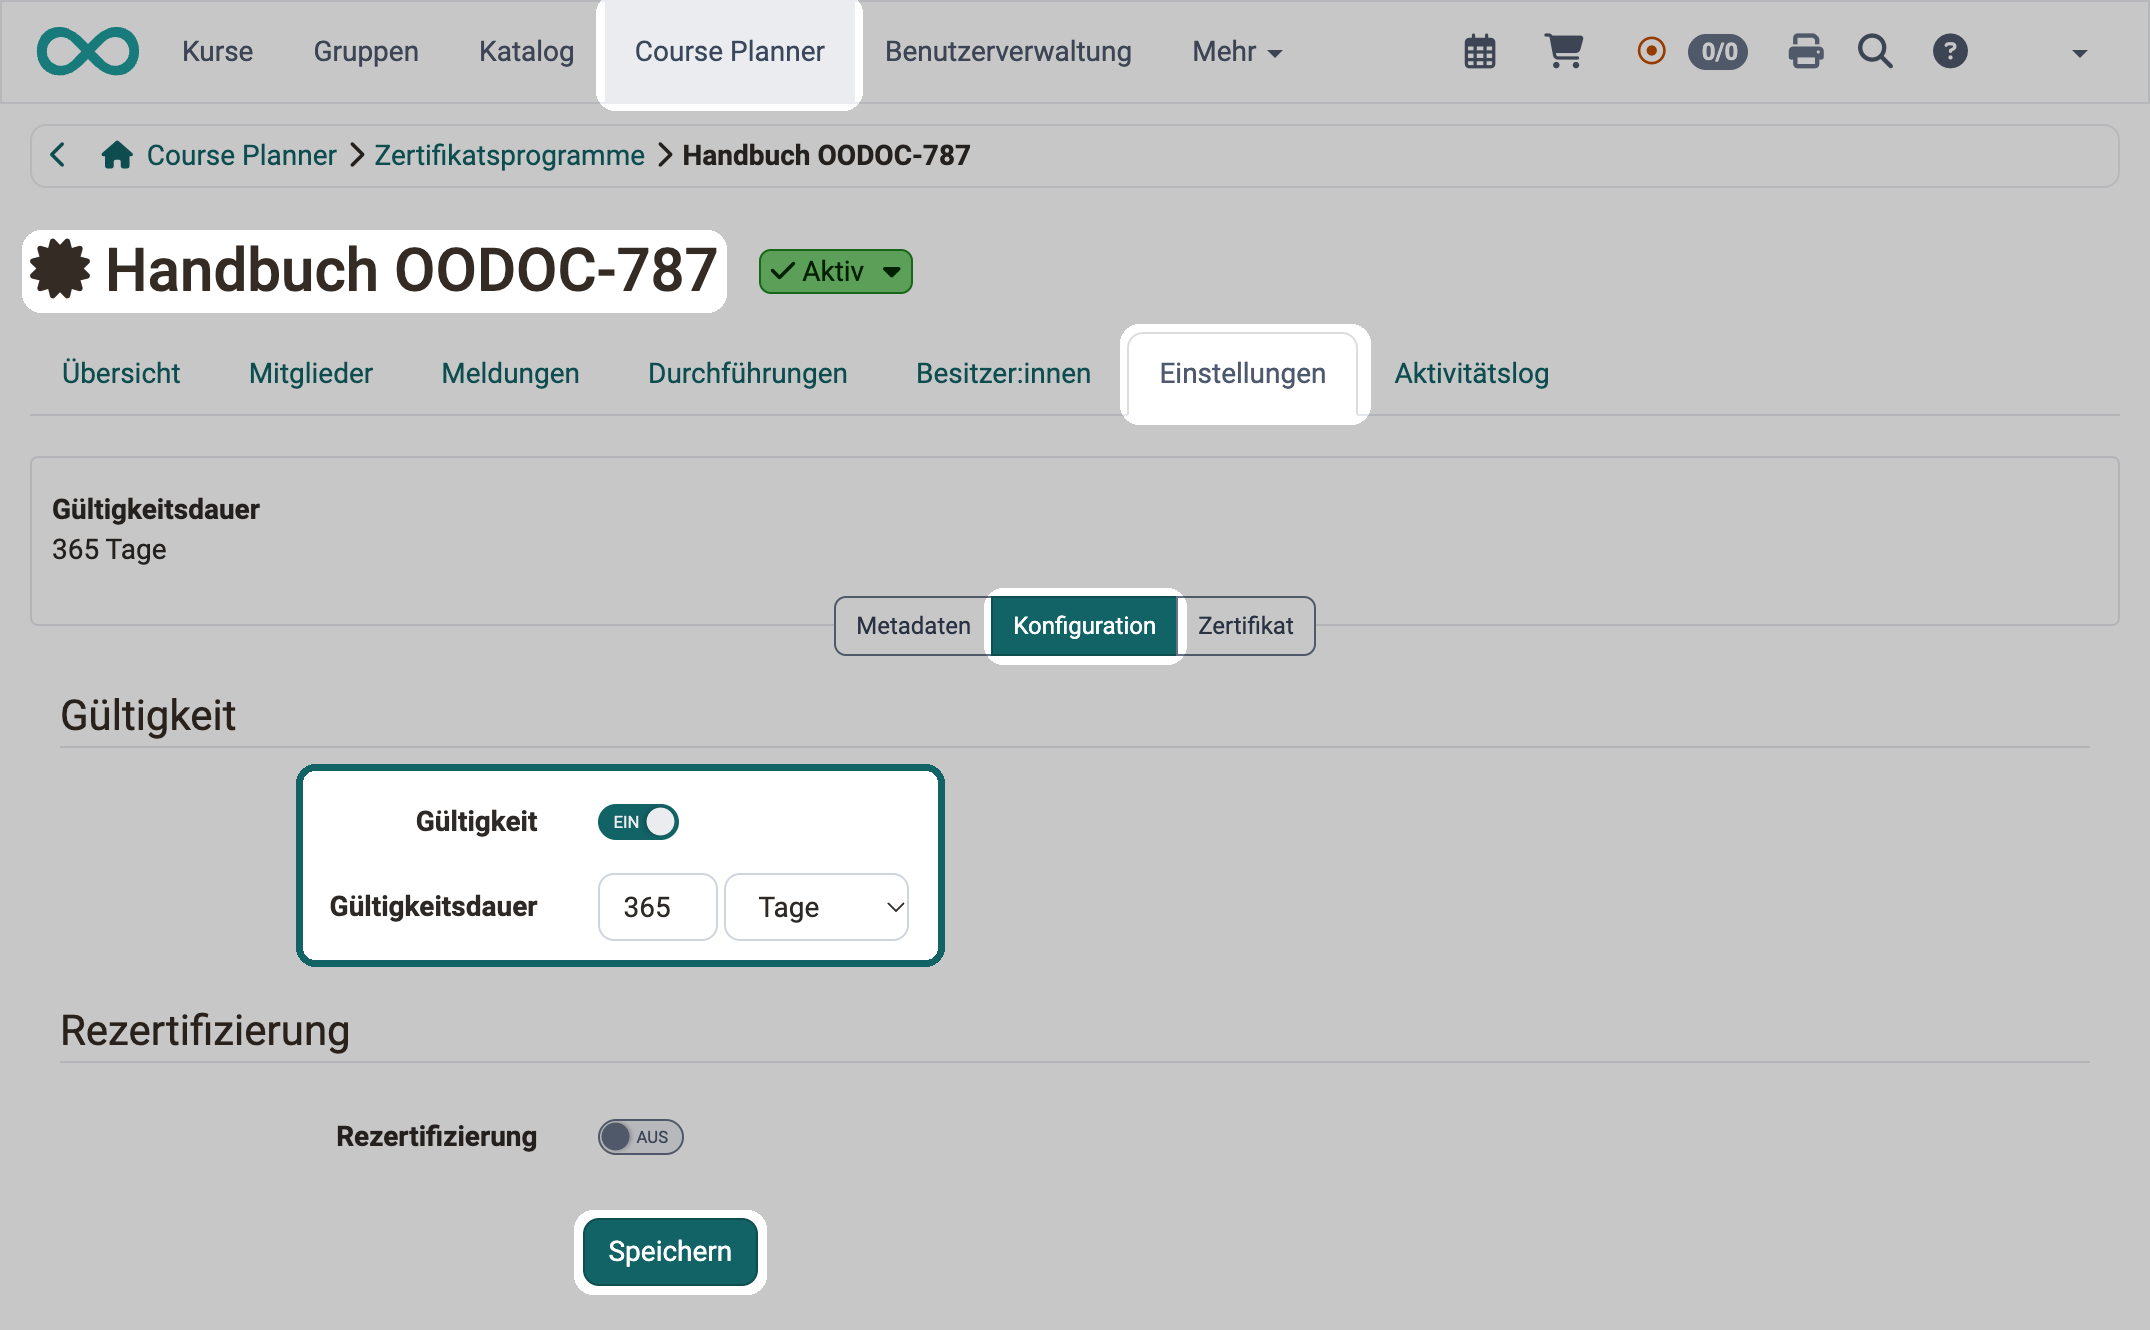 Kurse Gruppen Katalog Course Planner Benutzerverwaltung Mehr 0/0 ?
Course Planner Zertifikatsprogramme Handbuch OODOC-787
Handbuch OODOC-787 Aktiv
Übersicht Mitglieder Meldungen Durchführungen Besitzer:innen Einstellungen Aktivitätslog
Gültigkeitsdauer
365 Tage
Metadaten Konfiguration Zertifikat
Gültigkeit
Gültigkeit EIN
Gültigkeitsdauer 365 Tage
Rezertifizierung
Rezertifizierung AUS
Speichern